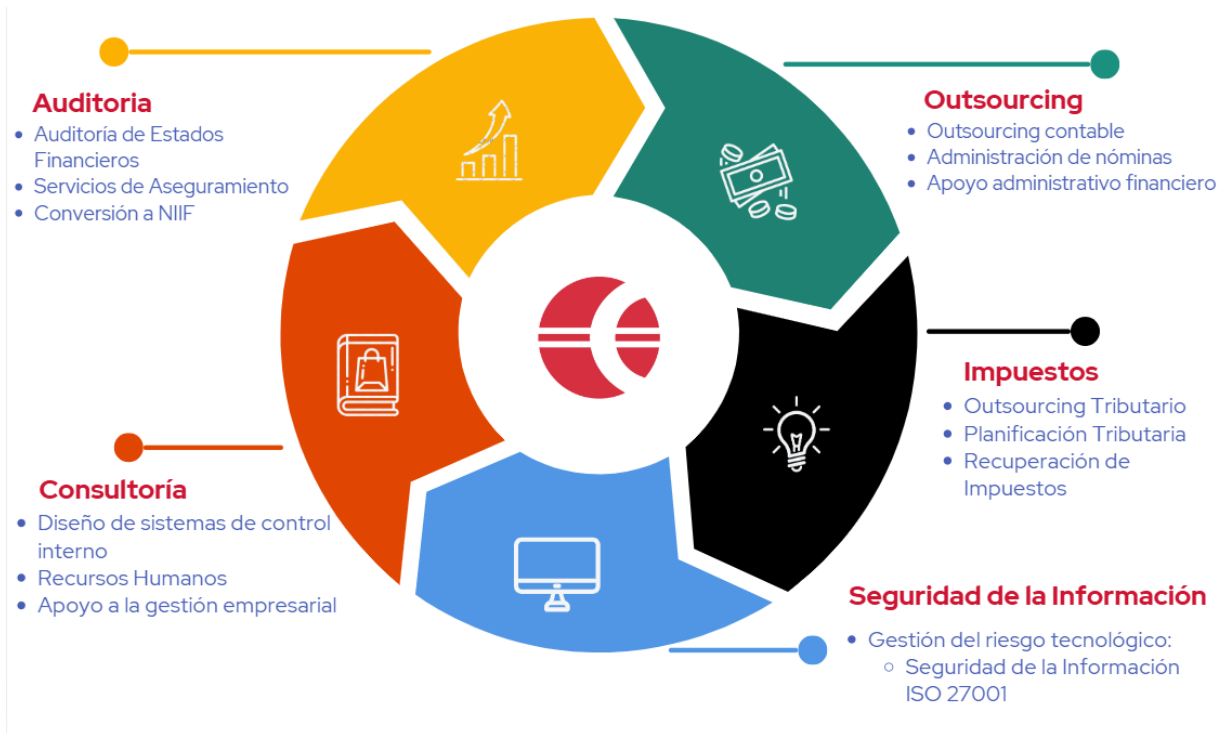 Auditoria
• Auditoría de Estados
Financieros
• Servicios de Aseguramiento
• Conversión a NIIF
Outsourcing
• Outsourcing contable
• Administración de nóminas
• Apoyo administrativo financiero
Impuestos
• Outsourcing Tributario
• Planificación Tributaria
• Recuperación de
Impuestos
Consultoría
• Diseño de sistemas de control
interno
• Recursos Humanos
• Apoyo a la gestión empresarial
Seguridad de la Información
• Gestión del riesgo tecnológico:
◦ Seguridad de la Información
ISO 27001